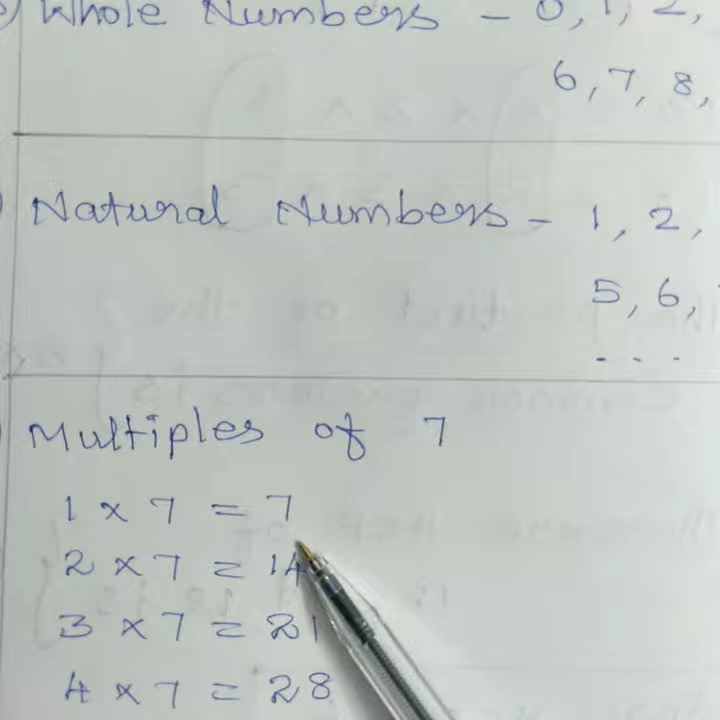 Whole Numbers - 0, 1, 2,
6, 7, 8,
Natural Numbers - 1, 2,
5, 6,
...
Multiples of 7
1 × 7 = 7
2 × 7 = 14
3 × 7 = 21
4 × 7 = 28